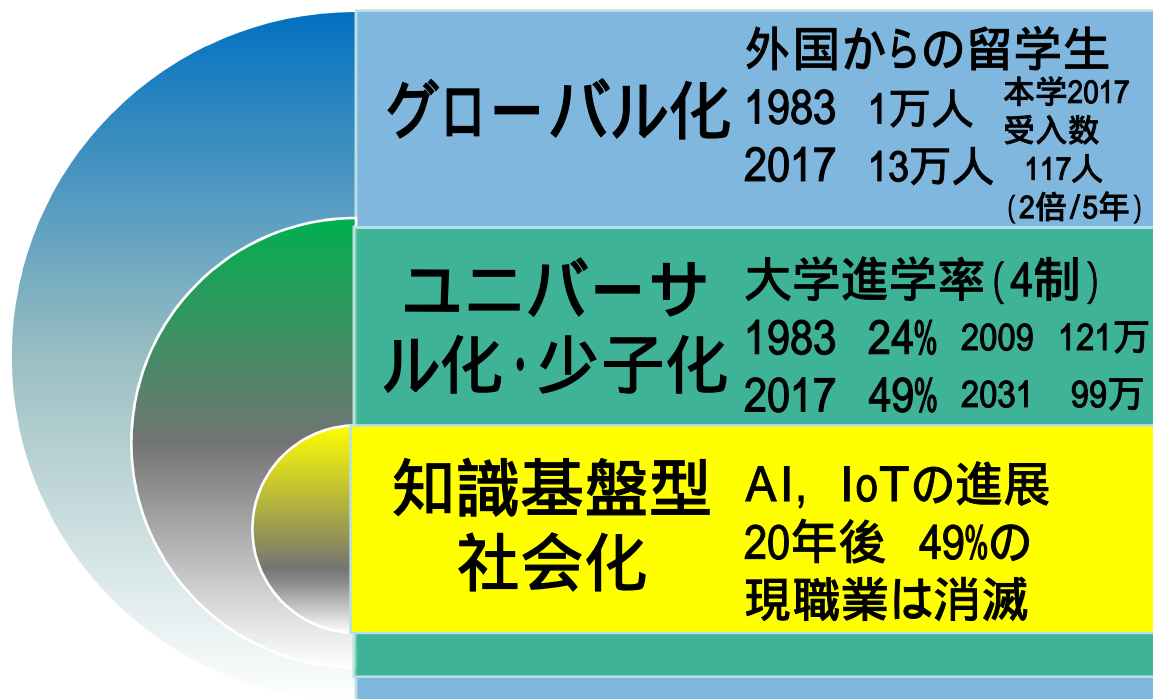 グローバル化
外国からの留学生
1983 1万人
2017 13万人
本学2017
受入数
117人
(2倍/5年)
ユニバーサ
ル化・少子化
大学進学率(4制)
1983 24% 2009 121万
2017 49% 2031 99万
知識基盤型
社会化
AI, IoTの進展
20年後 49%の
現職業は消滅